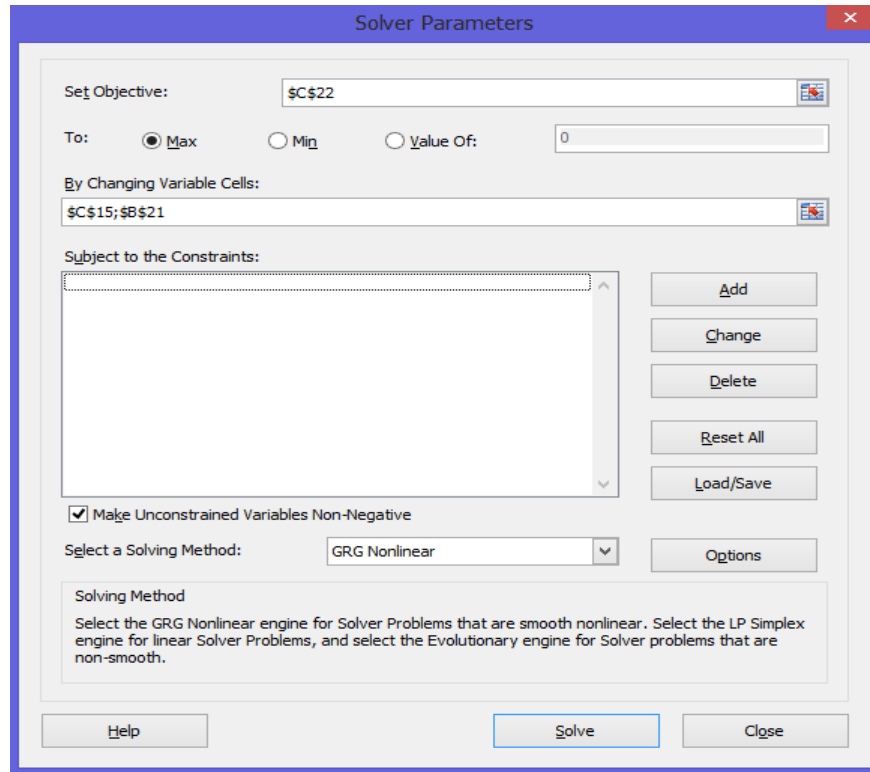 Solver Parameters
Set Objective:
$C$22
To:
Max
Min
Value Of:
0
By Changing Variable Cells:
$C$15;$B$21
Subject to the Constraints:
Add
Change
Delete
Reset All
Load/Save
Make Unconstrained Variables Non-Negative
Select a Solving Method:
GRG Nonlinear
Options
Solving Method
Select the GRG Nonlinear engine for Solver Problems that are smooth nonlinear. Select the LP Simplex
engine for linear Solver Problems, and select the Evolutionary engine for Solver problems that are
non-smooth.
Help
Solve
Close